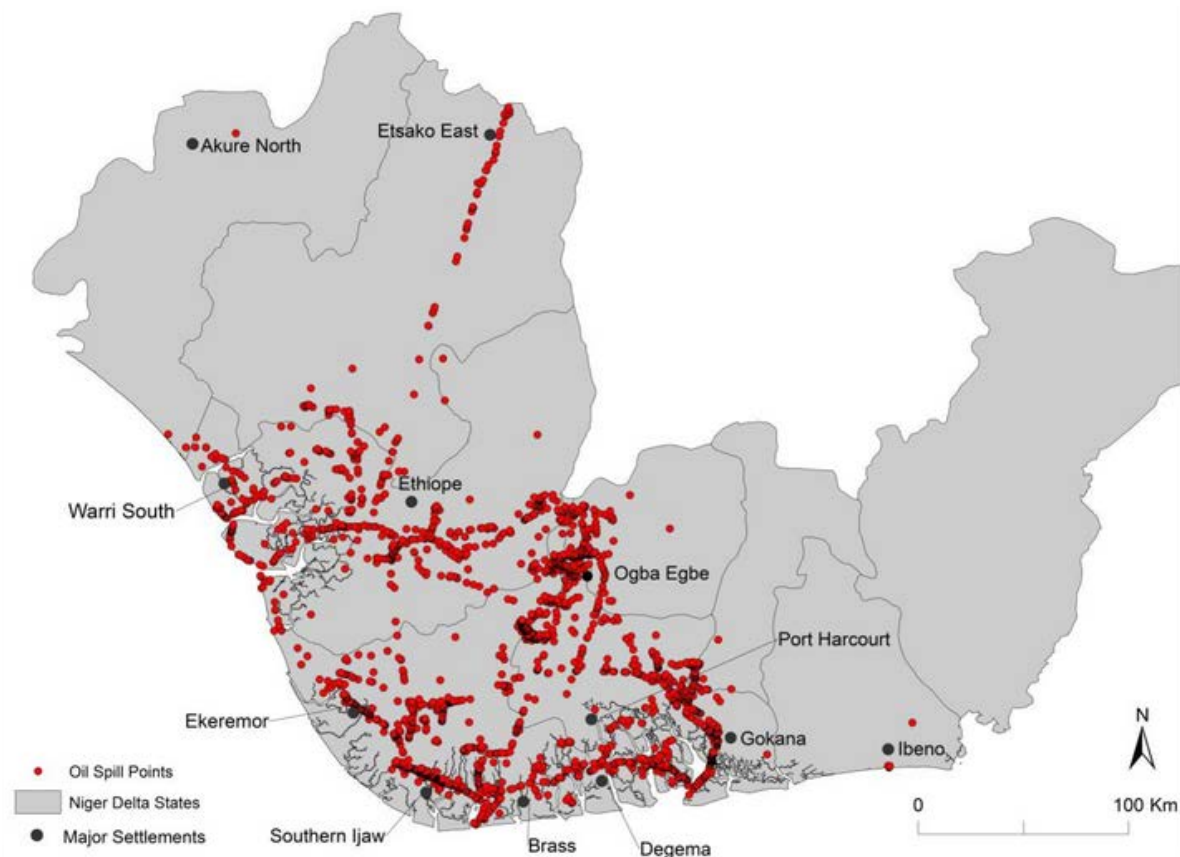 Etsako East
Akure North
Ethiope
Warri South
Ogba Egbe
Port Harcourt
Ekeremor
Gokana
Ibeno
N
Oil Spill Points
Niger Delta States
Major Settlements
0 100 Km
Southern Ijaw
Brass
Degema